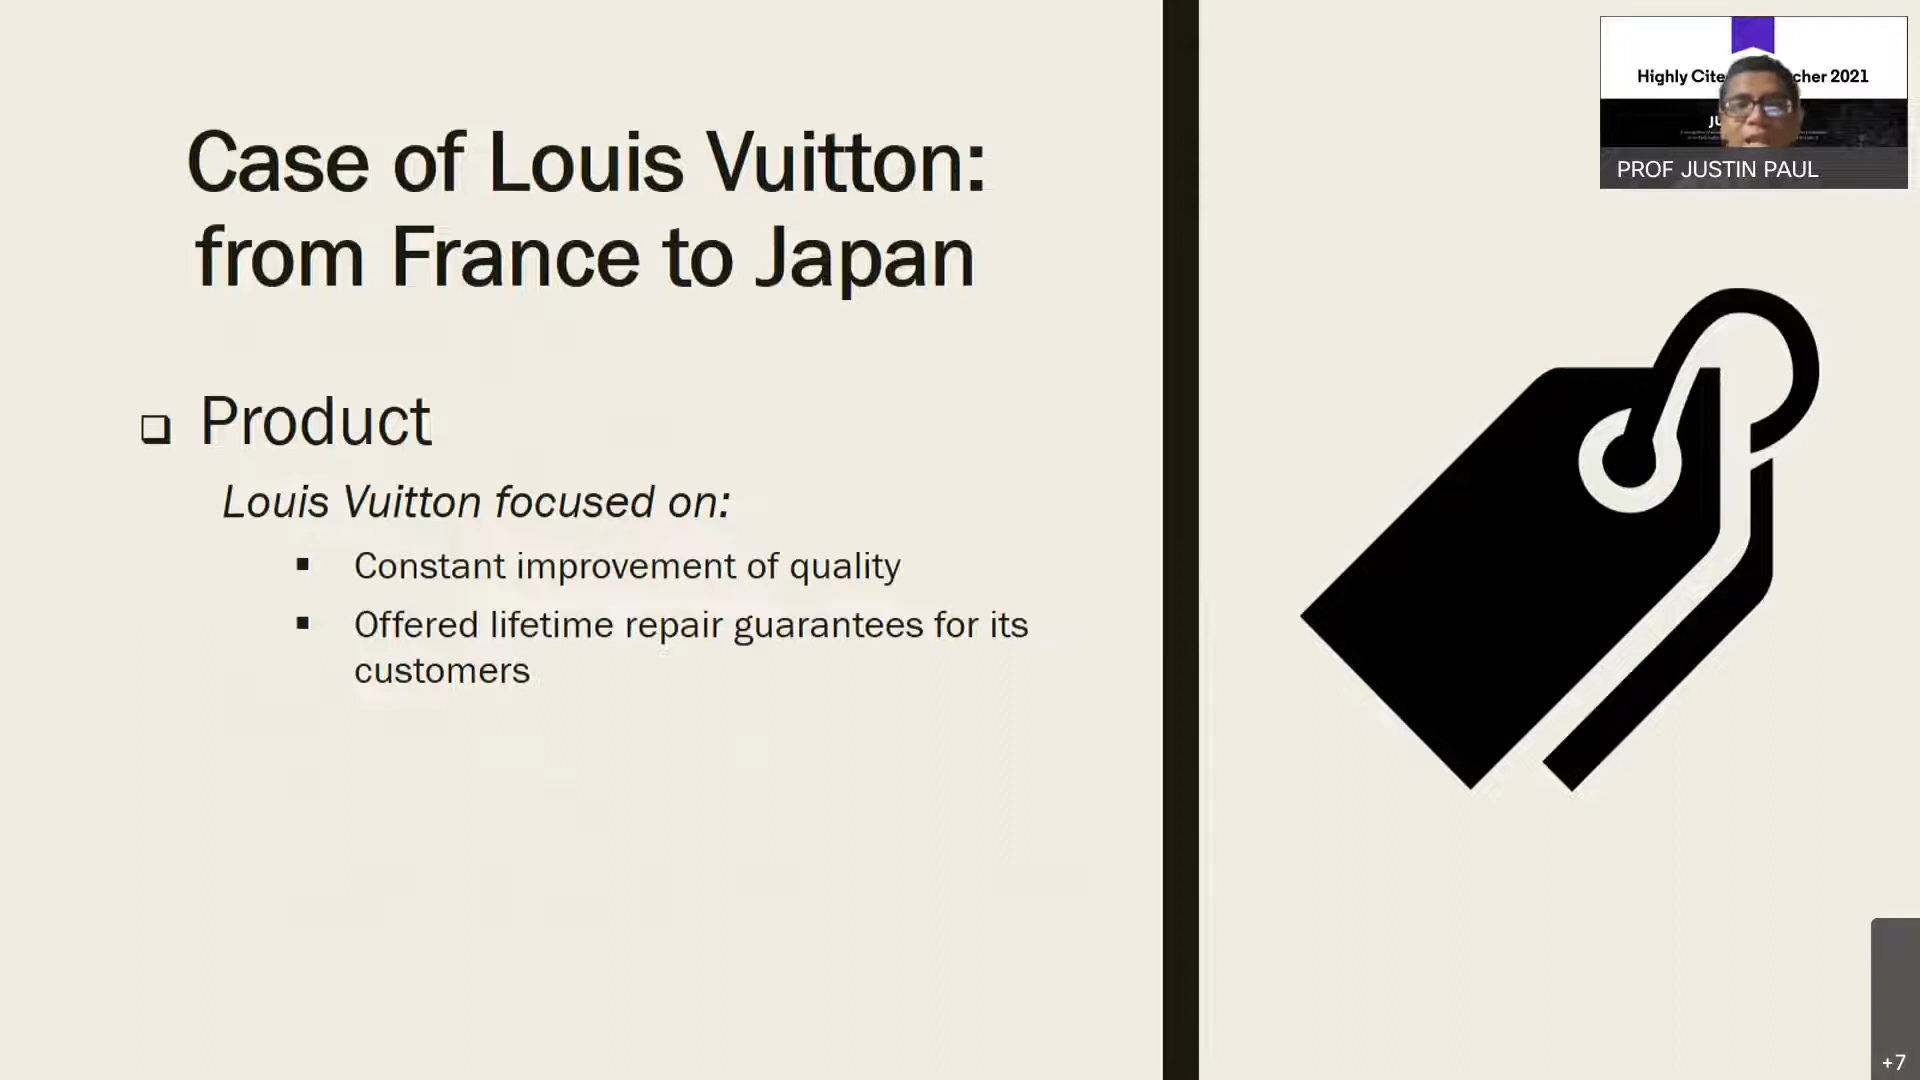 Case of Louis Vuitton:
from France to Japan
Product
Louis Vuitton focused on:
Constant improvement of quality
Offered lifetime repair guarantees for its
customers
Highly Cite cher 2021
PROF JUSTIN PAUL
+7